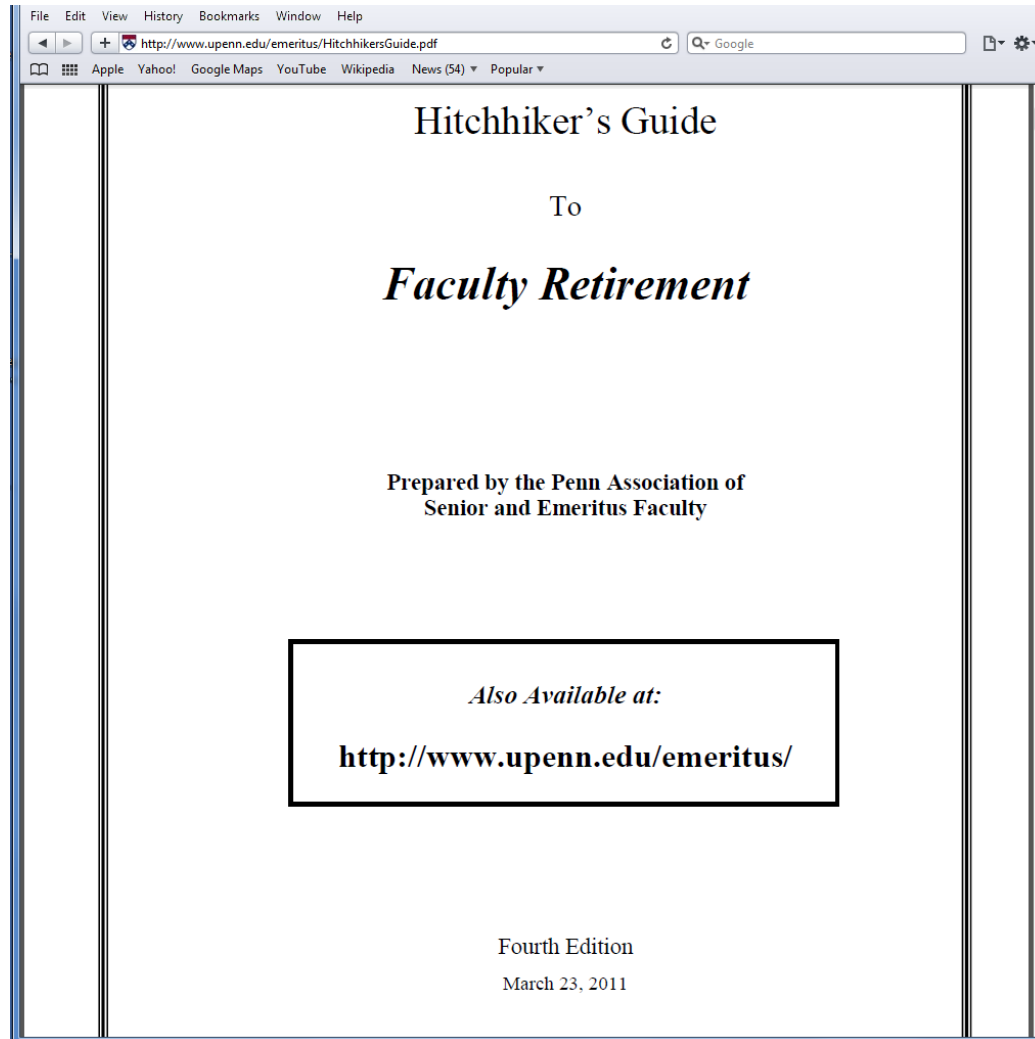 File Edit View History Bookmarks Window Help
http://www.upenn.edu/emeritus/HitchhikersGuide.pdf Google
Apple Yahoo! Google Maps YouTube Wikipedia News (54) Popular
Hitchhiker's Guide
To
Faculty Retirement
Prepared by the Penn Association of
Senior and Emeritus Faculty
Also Available at:
http://www.upenn.edu/emeritus/
Fourth Edition
March 23, 2011